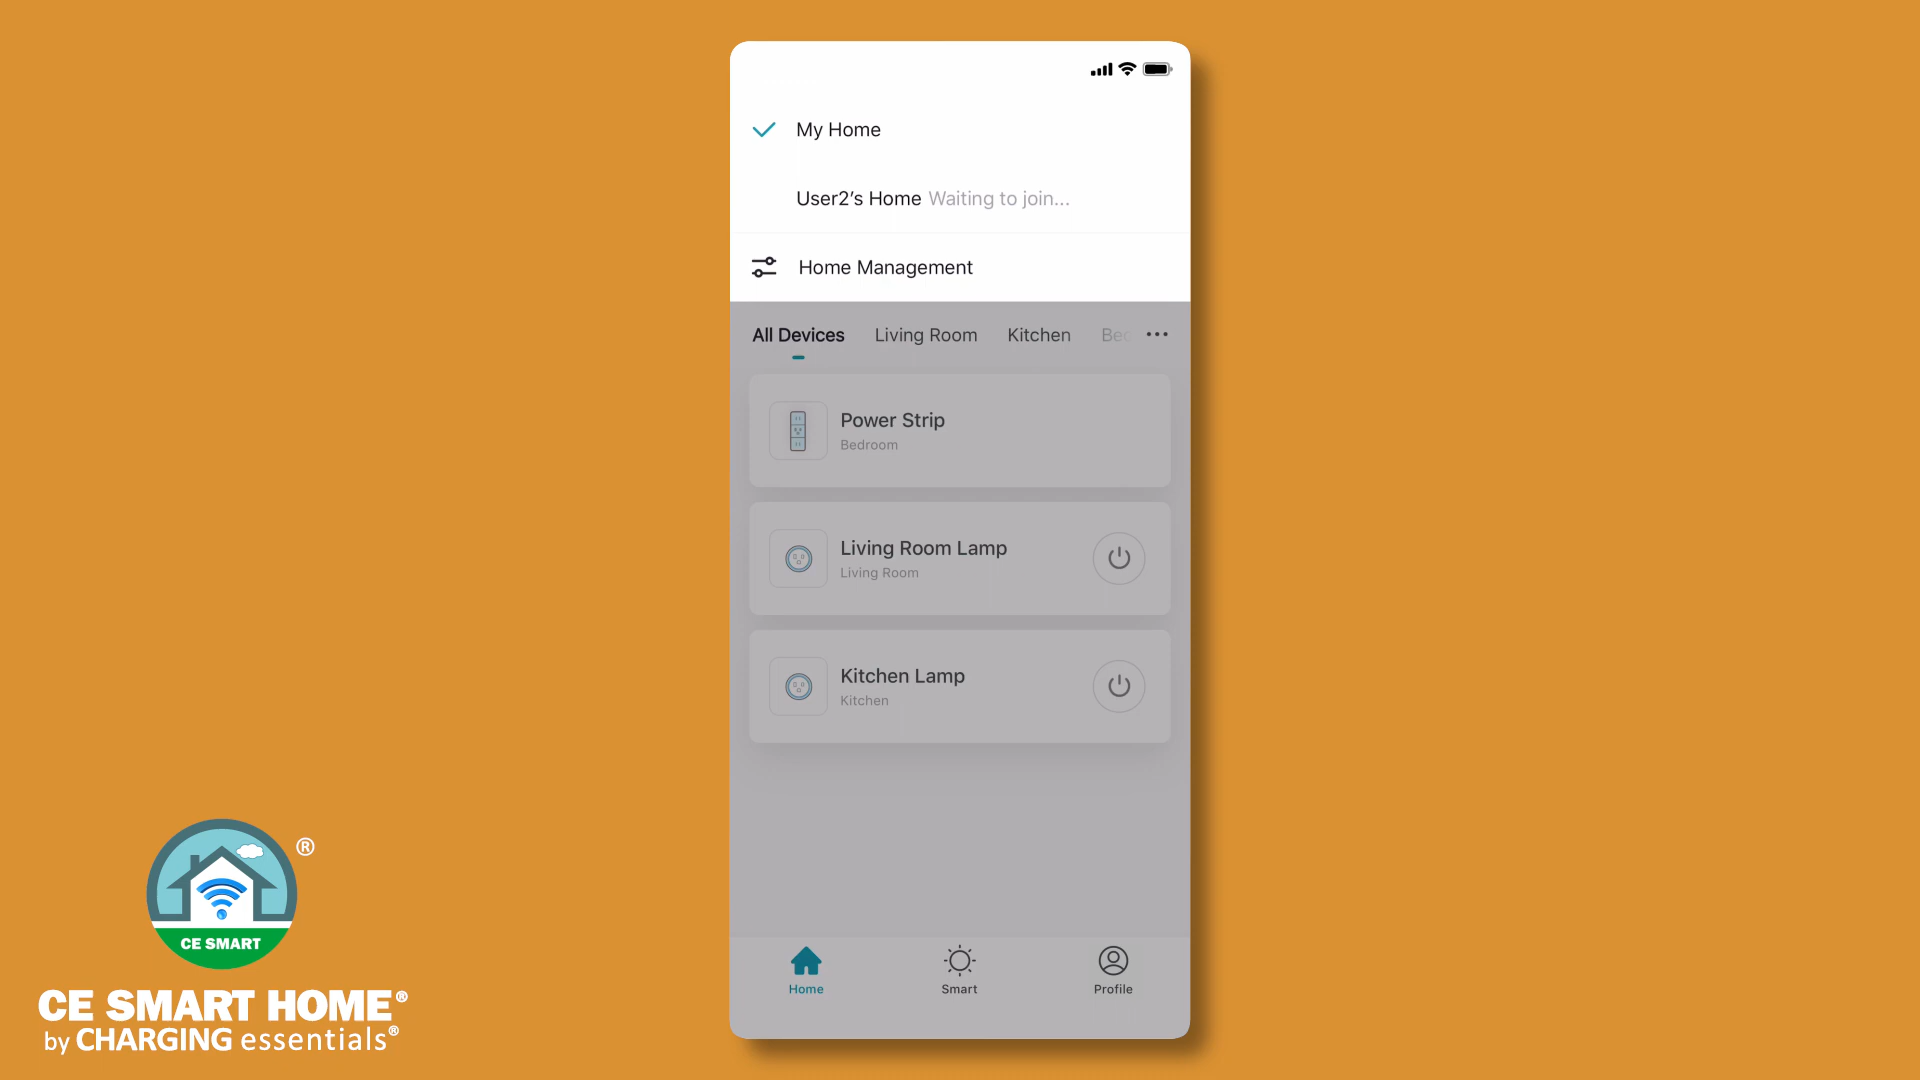 My Home
User2’s Home Waiting to join...
Home Management
All Devices Living Room Kitchen
Power Strip
Bedroom
Living Room Lamp
Living Room
Kitchen Lamp
Kitchen
Home Smart Profile
®
CE SMART
CE SMART HOME®
by CHARGING essentials®